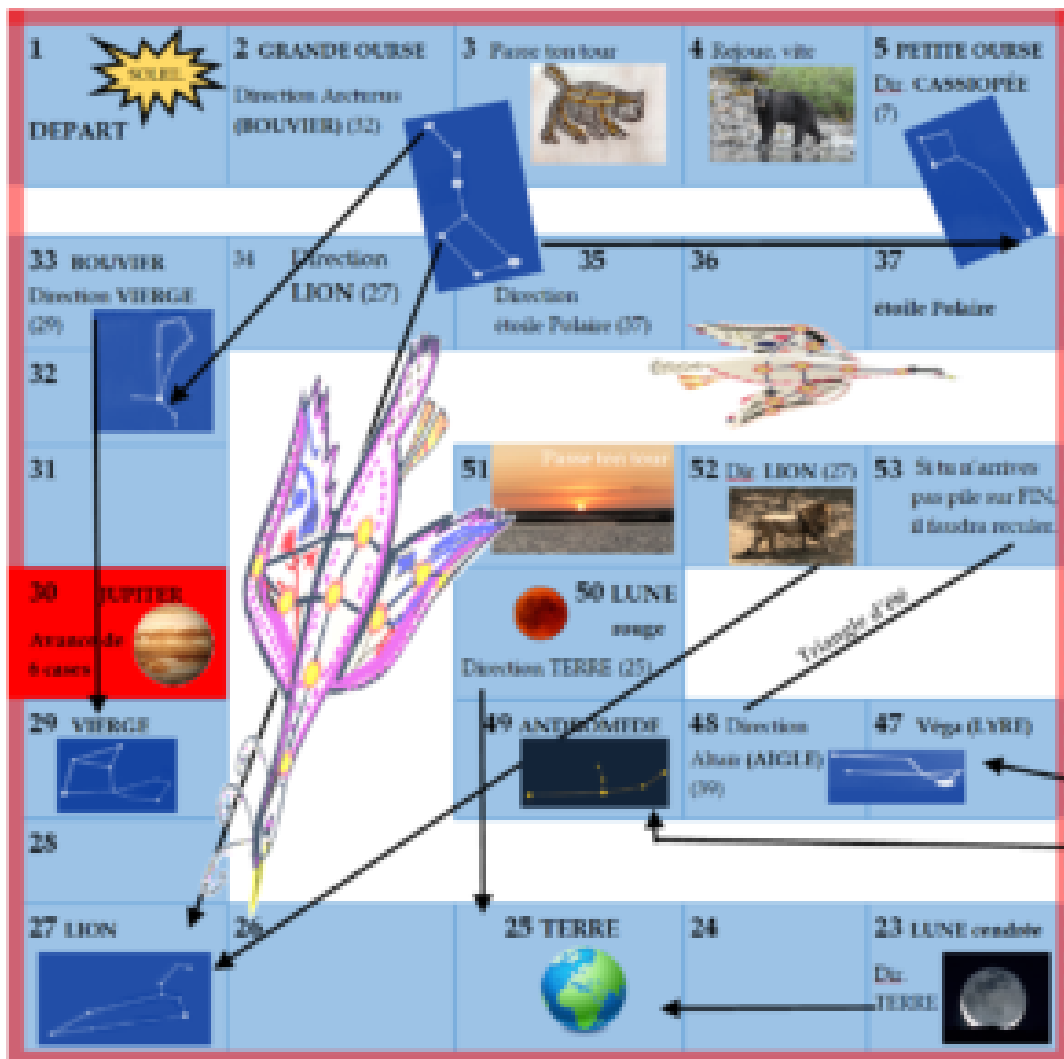 1
SOLEIL
DEPART
2 GRANDE OURSE
Direction Arcturus
(BOUVIER) (32)
3 Passe ton tour
4 Rejoue, vite
5 PETITE OURSE
Dir. CASSIOPÉE
(7)
33 BOUVIER
Direction VIERGE
(29)
34 Direction
LION (27)
35
Direction
étoile Polaire (37)
36
37
étoile Polaire
32
31
51 Passe ton tour
52 Dir. LION (27)
53 Si tu n'arrives
pas pile sur FIN,
il faudra reculer.
30 JUPITER
Avance de
6 cases
50 LUNE
rouge
Direction TERRE (25)
Triangle d'été
29 VIERGE
49 ANDROMEDE
48 Direction
Altaïr (AIGLE)
(39)
47 Véga (LYRE)
28
27 LION
26
25 TERRE
24
23 LUNE cendrée
Dir.
TERRE